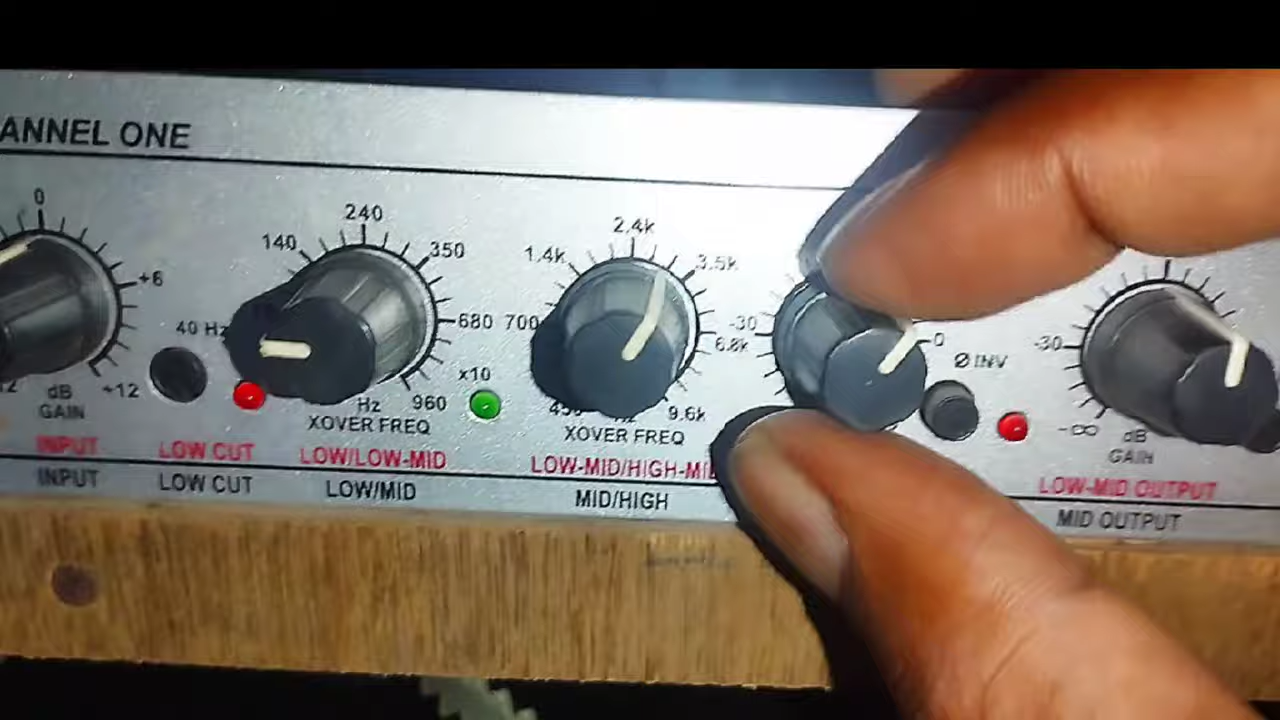 ANNEL ONE
0
+6
+12
dB
GAIN
INPUT
INPUT
40 Hz
LOW CUT
LOW CUT
140
240
350
680
960
Hz
XOVER FREQ
LOW/LOW-MID
LOW/MID
x10
700
1.4k
2.4k
3.5k
6.8k
9.6k
Hz
XOVER FREQ
LOW-MID/HIGH-MI
MID/HIGH
-30
0
Ø INV
-30
-∞
dB
GAIN
LOW-MID OUTPUT
MID OUTPUT